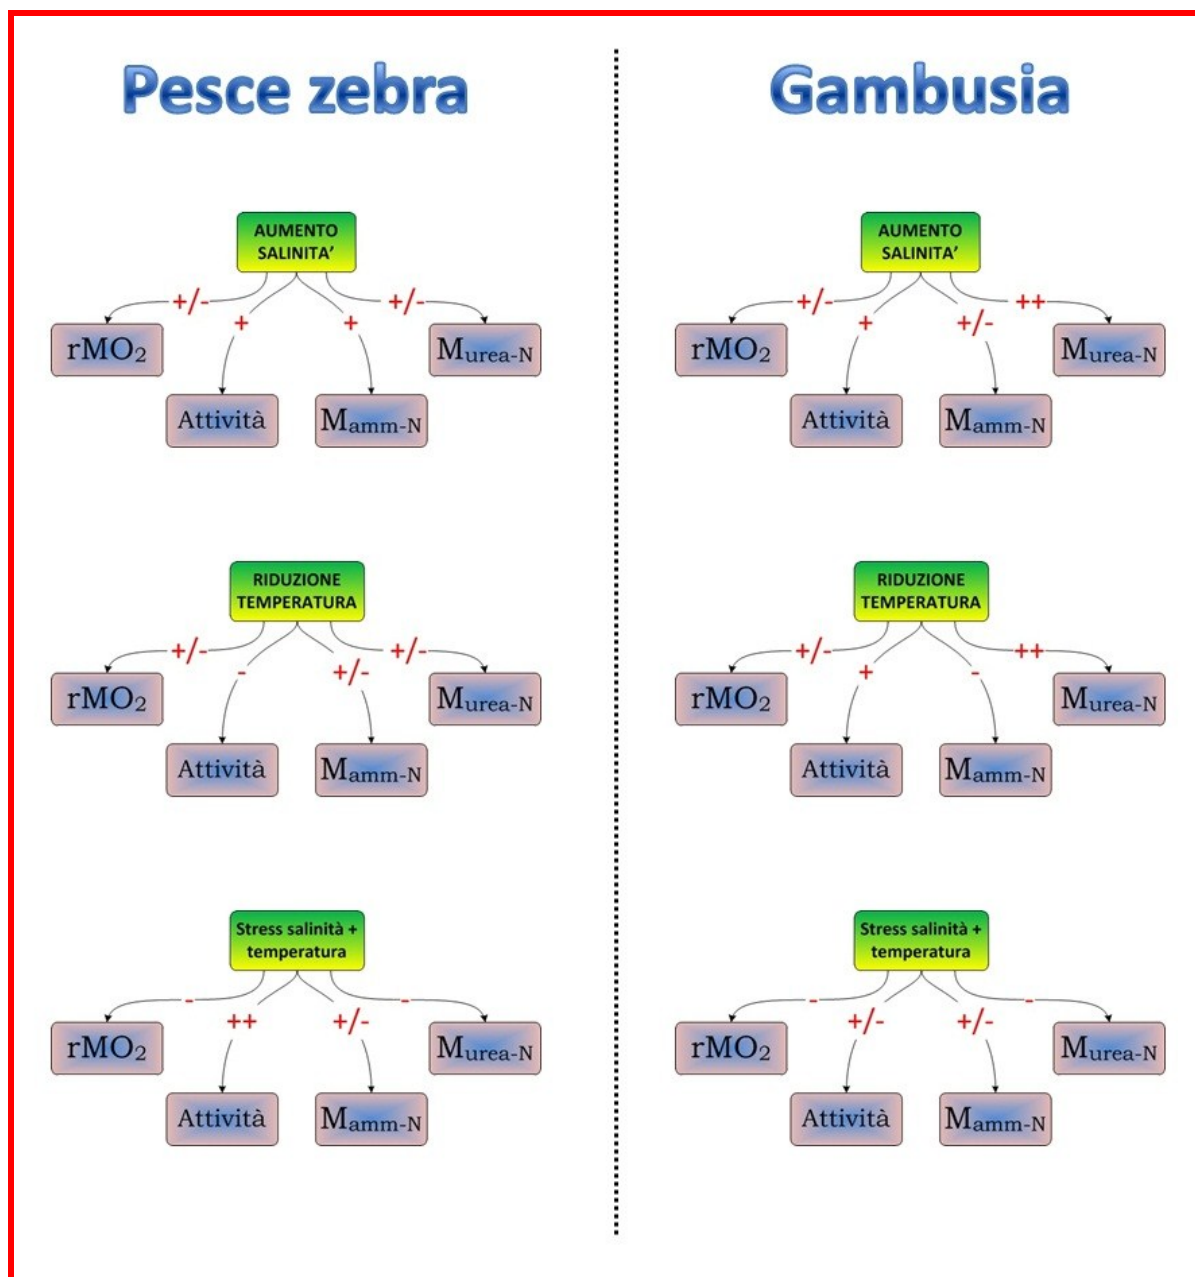 Pesce zebra
AUMENTO
SALINITA'
+/-
+
+
+/-
rMO₂
Attività
Mamm-N
Murea-N
RIDUZIONE
TEMPERATURA
+/-
-
+/-
+/-
rMO₂
Attività
Mamm-N
Murea-N
Stress salinità +
temperatura
-
++
+/-
-
rMO₂
Attività
Mamm-N
Murea-N
Gambusia
AUMENTO
SALINITA'
+/-
+
+/-
++
rMO₂
Attività
Mamm-N
Murea-N
RIDUZIONE
TEMPERATURA
+/-
+
-
++
rMO₂
Attività
Mamm-N
Murea-N
Stress salinità +
temperatura
-
+/-
+/-
-
rMO₂
Attività
Mamm-N
Murea-N